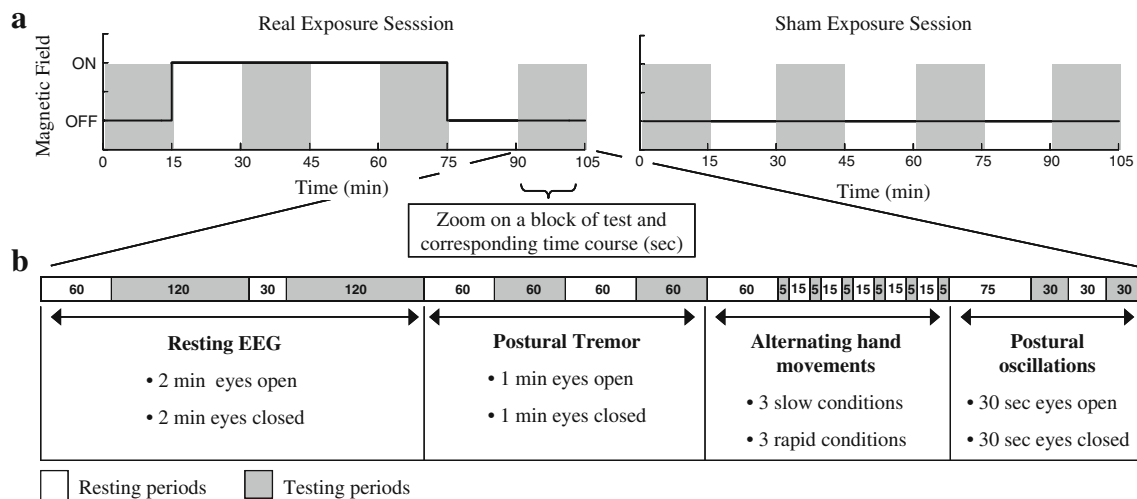 a
Real Exposure Sesssion
Sham Exposure Session
Magnetic Field
ON
OFF
0 15 30 45 60 75 90 105
0 15 30 45 60 75 90 105
Time (min)
Time (min)
Zoom on a block of test and
corresponding time course (sec)
b
60 120 30 120 60 60 60 60 60 5 15 5 15 5 15 5 15 5 15 5 75 30 30 30
Resting EEG
• 2 min eyes open
• 2 min eyes closed
Postural Tremor
• 1 min eyes open
• 1 min eyes closed
Alternating hand
movements
• 3 slow conditions
• 3 rapid conditions
Postural
oscillations
• 30 sec eyes open
• 30 sec eyes closed
Resting periods
Testing periods